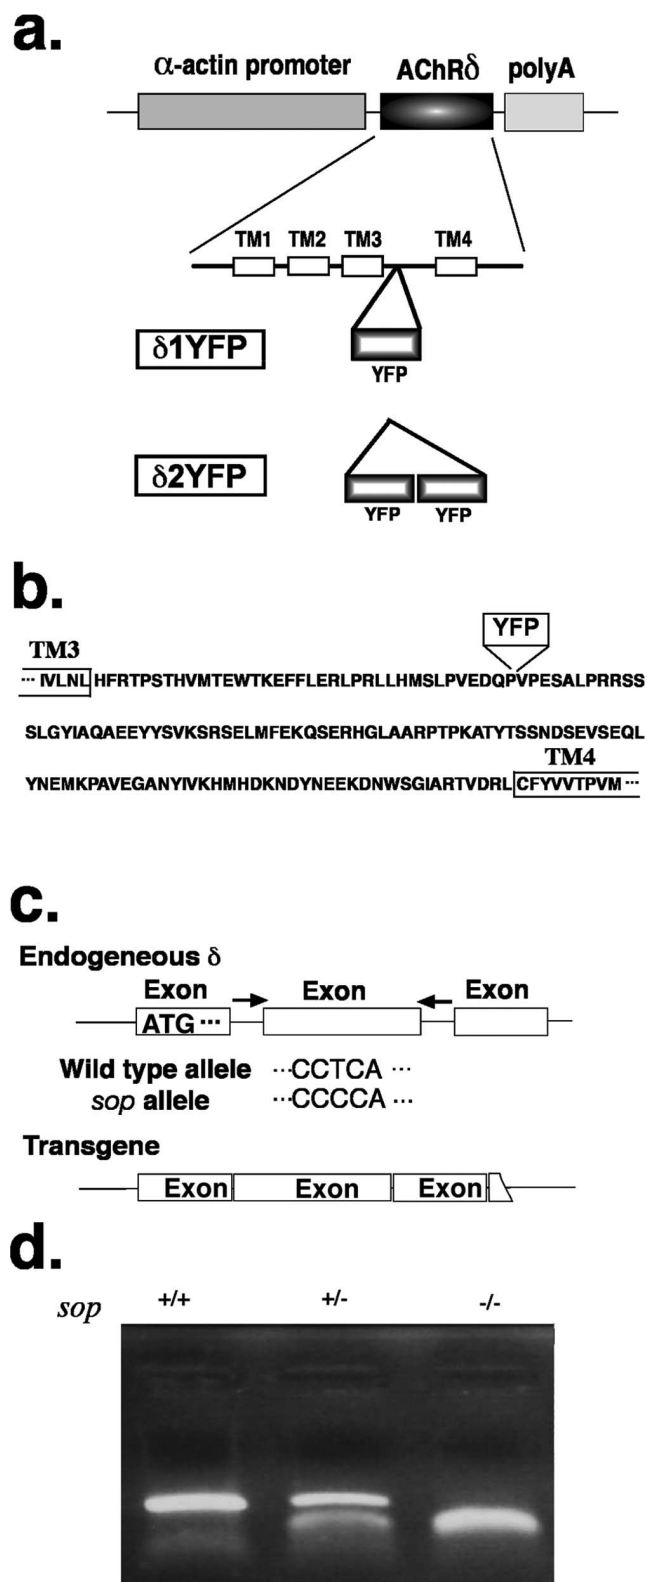 a.
α-actin promoter AChRδ polyA
TM1 TM2 TM3 TM4
δ1YFP
YFP
δ2YFP
YFP YFP
b.
YFP
TM3
··· IVLNL HFRTPSTHVMTEWTKEFFLERLPRLLHMSLPVEDQPVPESALPRRSS
SLGYIAQAEEYYSVKSRSELMFEKQSERHGLAARPTPKATYTSSNDSEVSEQL
TM4
YNEMKPAVEGANYIVKHMHDKNDYNEEKDNWSGIARTVDRL CFYVVTPVM ···
c.
Endogeneous δ
Exon Exon Exon
ATG ···
Wild type allele ···CCTCA ···
sop allele ···CCCCA ···
Transgene
Exon Exon Exon
d.
sop +/+ +/- -/-